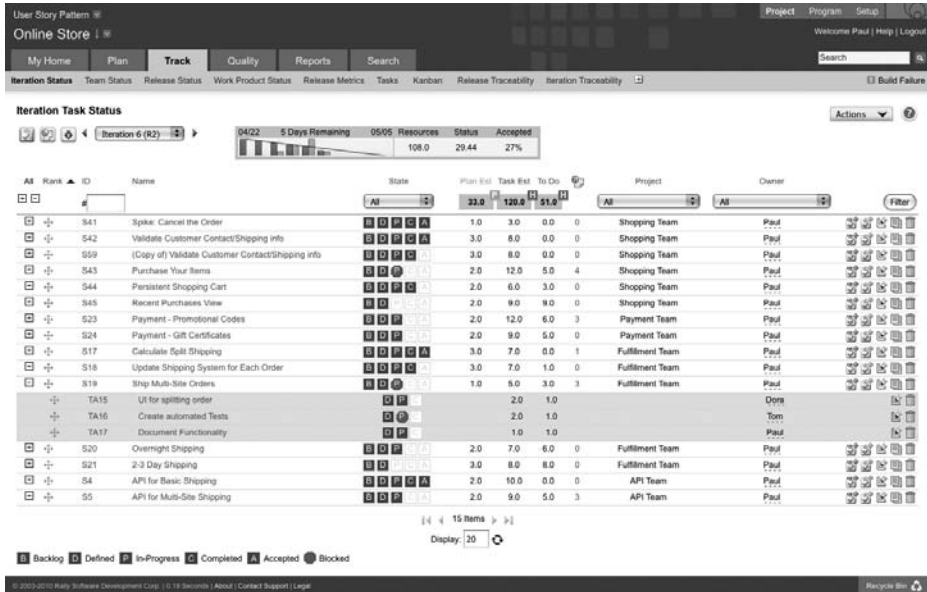 User Story Pattern
Project Program Setup
Online Store
Welcome Paul | Help | Logout
My Home Plan Track Quality Reports Search
Search
Iteration Status Team Status Release Status Work Product Status Release Metrics Tasks Kanban Release Traceability Iteration Traceability
Build Failure
Iteration Task Status
Actions
Iteration 6 (R2)
04/22 5 Days Remaining 05/05 Resources Status Accepted
108.0 29.44 27%
All Rank ID Name State Plan Est Task Est To Do Project Owner
# All 33.0 P 120.0 H 51.0 H All All Filter
S41 Spike: Cancel the Order B D P C A 1.0 3.0 0.0 0 Shopping Team Paul
S42 Validate Customer Contact/Shipping info B D P C A 3.0 8.0 0.0 0 Shopping Team Paul
S59 (Copy of) Validate Customer Contact/Shipping info B D P C A 3.0 8.0 0.0 0 Shopping Team Paul
S43 Purchase Your Items B D P C A 2.0 12.0 5.0 4 Shopping Team Paul
S44 Persistent Shopping Cart B D P C A 2.0 6.0 3.0 0 Shopping Team Paul
S45 Recent Purchases View B D P C A 2.0 9.0 9.0 0 Shopping Team Paul
S23 Payment - Promotional Codes B D P C A 2.0 12.0 6.0 3 Payment Team Paul
S24 Payment - Gift Certificates B D P C A 2.0 9.0 5.0 0 Payment Team Paul
S17 Calculate Split Shipping B D P C A 3.0 7.0 0.0 1 Fulfillment Team Paul
S18 Update Shipping System for Each Order B D P C A 3.0 7.0 1.0 0 Fulfillment Team Paul
S19 Ship Multi-Site Orders B D P C A 1.0 5.0 3.0 3 Fulfillment Team Paul
TA15 UI for splitting order D P C 2.0 1.0 Dora
TA16 Create automated Tests D P C 2.0 1.0 Tom
TA17 Document Functionality D P C 1.0 1.0 Paul
S20 Overnight Shipping B D P C A 2.0 7.0 6.0 0 Fulfillment Team Paul
S21 2-3 Day Shipping B D P C A 3.0 8.0 8.0 0 Fulfillment Team Paul
S4 API for Basic Shipping B D P C A 2.0 10.0 0.0 0 API Team Paul
S5 API for Multi-Site Shipping B D P C A 2.0 9.0 5.0 3 API Team Paul
15 Items
Display: 20
B Backlog D Defined P In-Progress C Completed A Accepted Blocked
© 2003-2010 Rally Software Development Corp. | 0.19 Seconds | About | Contact Support | Legal
Recycle Bin